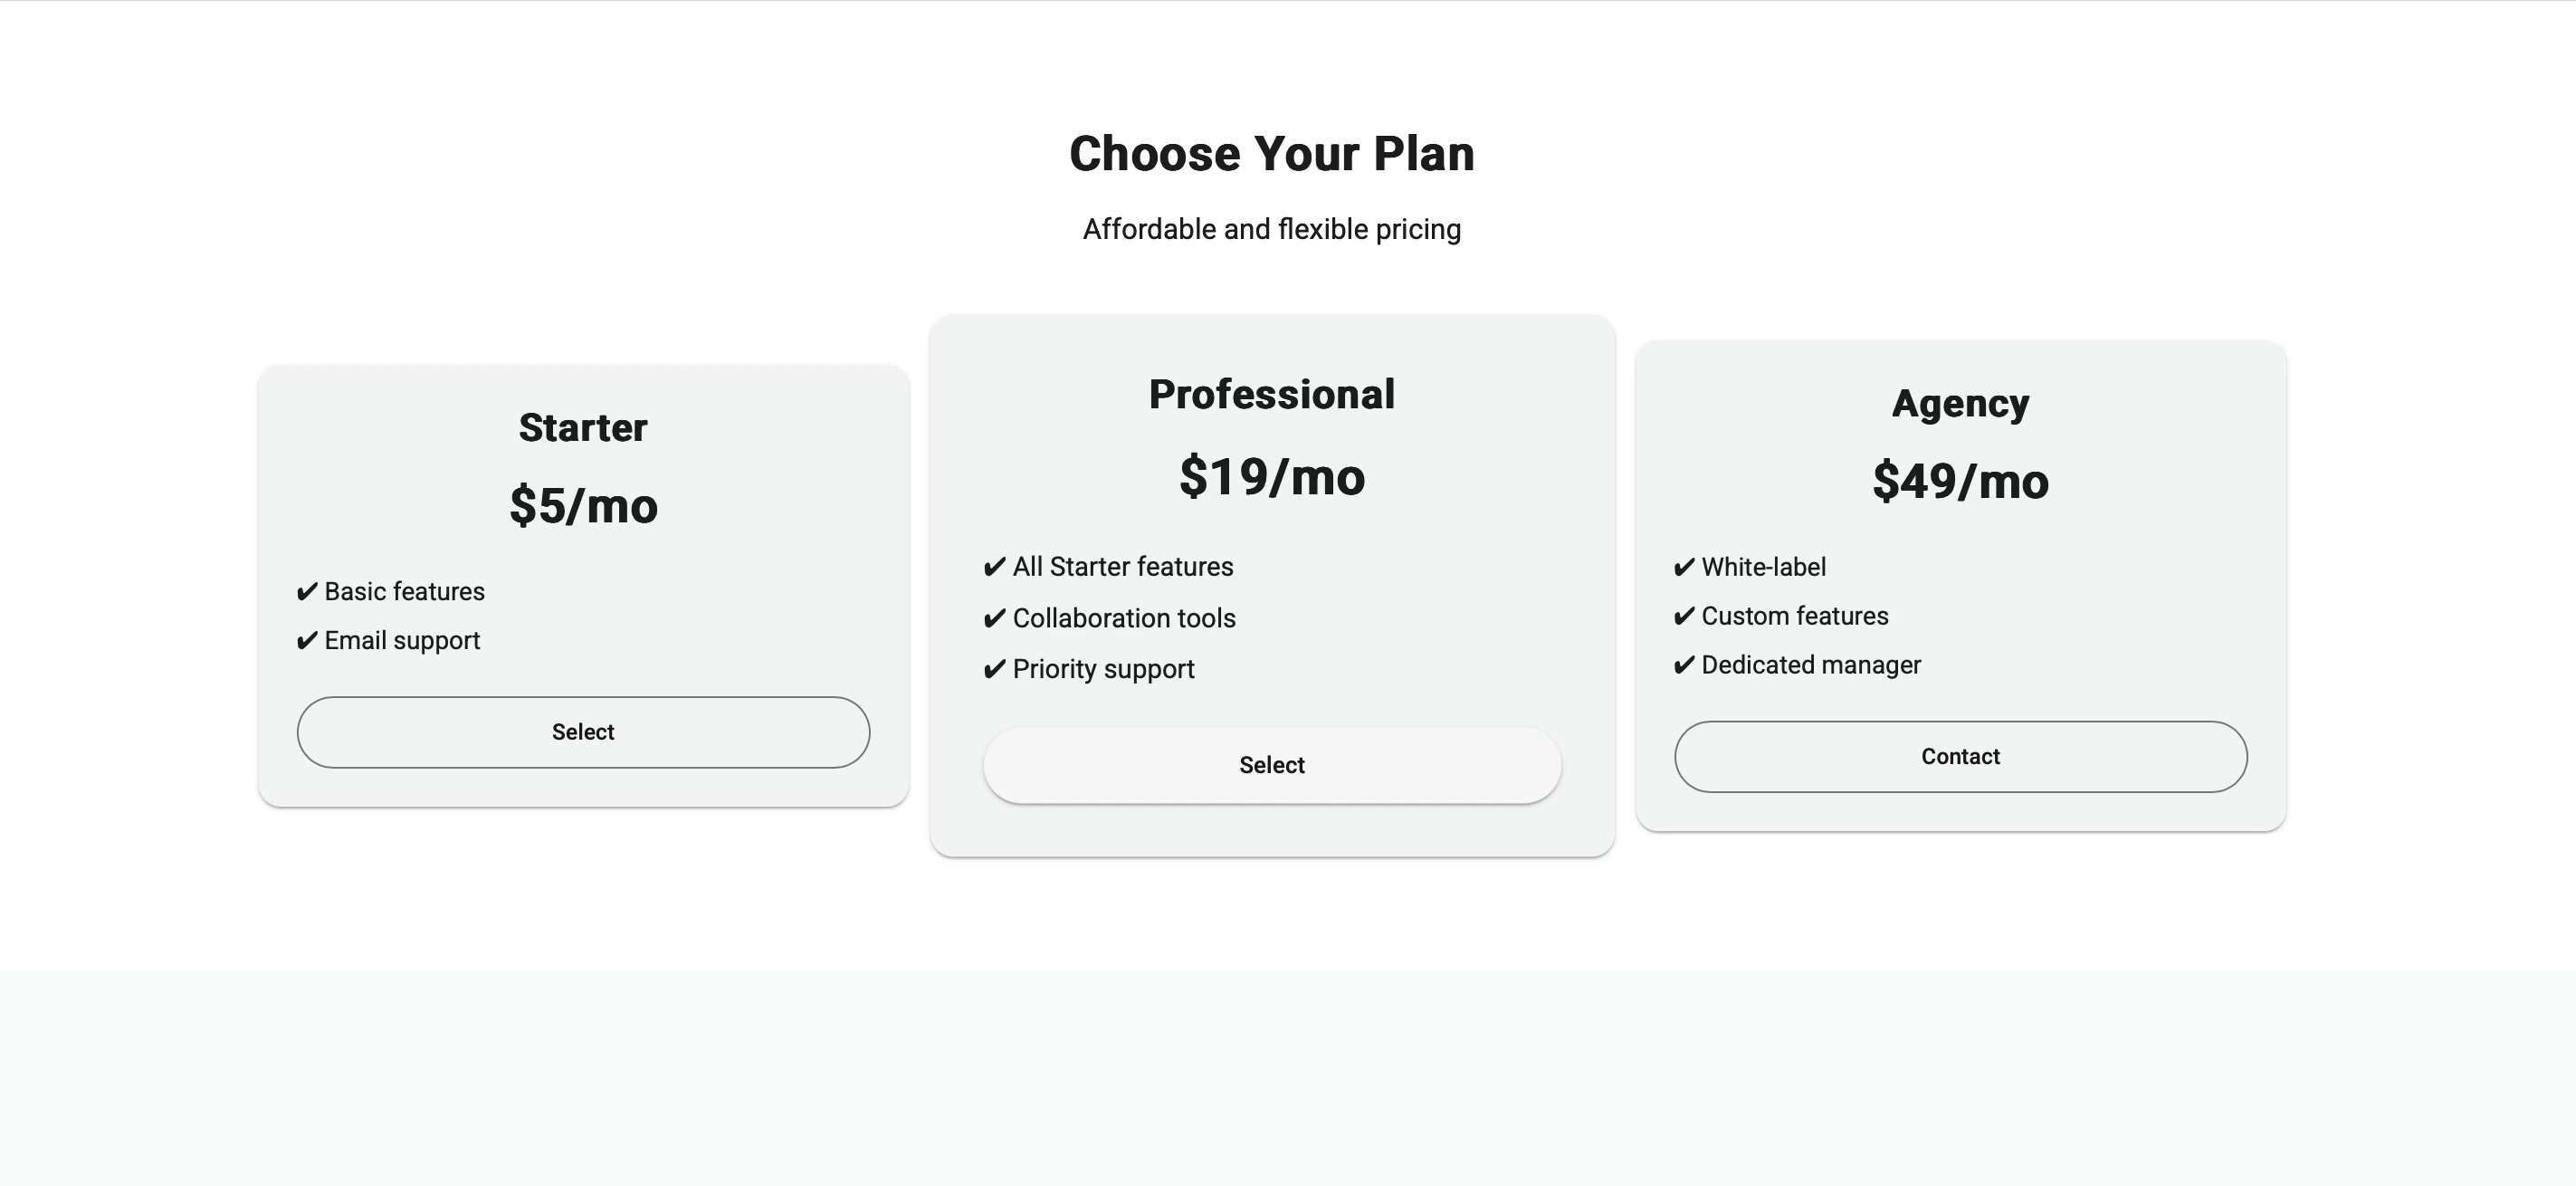 Choose Your Plan
Affordable and flexible pricing
Starter
$5/mo
✔ Basic features
✔ Email support
Select
Professional
$19/mo
✔ All Starter features
✔ Collaboration tools
✔ Priority support
Select
Agency
$49/mo
✔ White-label
✔ Custom features
✔ Dedicated manager
Contact